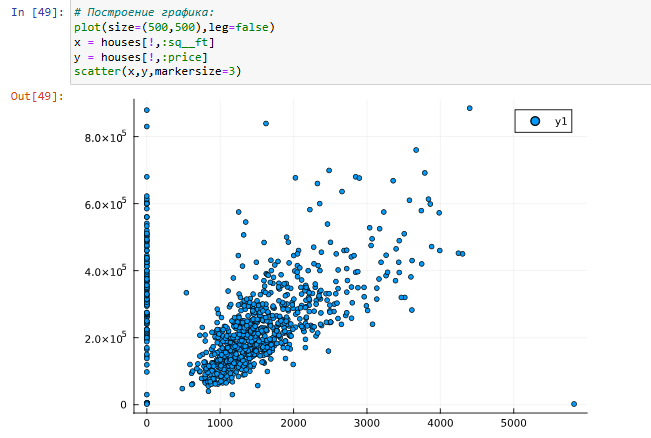 In [49]: # Построение графика:
plot(size=(500,500),leg=false)
x = houses[!,:sq__ft]
y = houses[!,:price]
scatter(x,y,markersize=3)
Out[49]:
y1
8.0×10⁵
6.0×10⁵
4.0×10⁵
2.0×10⁵
0
0 1000 2000 3000 4000 5000